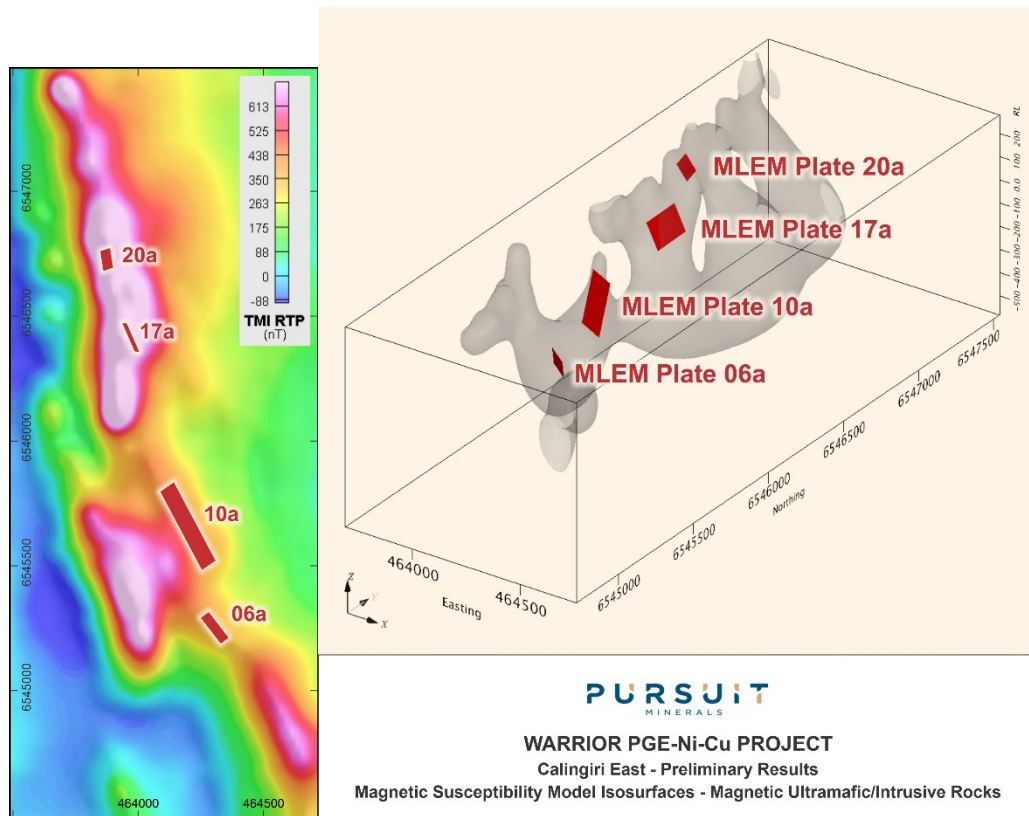 613
525
438
350
263
175
88
0
-88
TMI RTP
(nT)
6547000
6546500
6546000
6545500
6545000
20a
17a
10a
06a
464000
464500
MLEM Plate 20a
MLEM Plate 17a
MLEM Plate 10a
MLEM Plate 06a
RL
200
100
0.0
-100
-200
-300
-400
-500
6547500
6547000
6546500
6546000
6545500
6545000
Northing
464000
464500
Easting
Z
Y
X
PURSUIT
MINERALS
WARRIOR PGE-Ni-Cu PROJECT
Calingiri East - Preliminary Results
Magnetic Susceptibility Model Isosurfaces - Magnetic Ultramafic/Intrusive Rocks